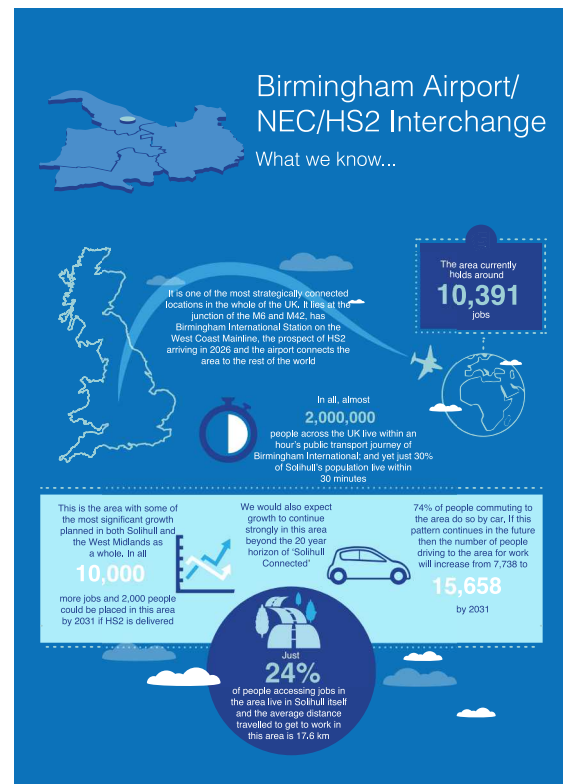 Birmingham Airport/
NEC/HS2 Interchange
What we know...
The area currently
holds around
10,391
jobs
It is one of the most strategically connected
locations in the whole of the UK. It lies at the
junction of the M6 and M42, has
Birmingham International Station on the
West Coast Mainline, the prospect of HS2
arriving in 2026 and the airport connects the
area to the rest of the world
In all, almost
2,000,000
people across the UK live within an
hour's public transport journey of
Birmingham International; and yet just 30%
of Solihull's population live within
30 minutes
This is the area with some of
the most significant growth
planned in both Solihull and
the West Midlands as
a whole. In all
10,000
more jobs and 2,000 people
could be placed in this area
by 2031 if HS2 is delivered
We would also expect
growth to continue
strongly in this area
beyond the 20 year
horizon of 'Solihull
Connected'
74% of people commuting to
the area do so by car, If this
pattern continues in the future
then the number of people
driving to the area for work
will increase from 7,738 to
15,658
by 2031
Just
24%
of people accessing jobs in
the area live in Solihull itself
and the average distance
travelled to get to work in
this area is 17.6 km